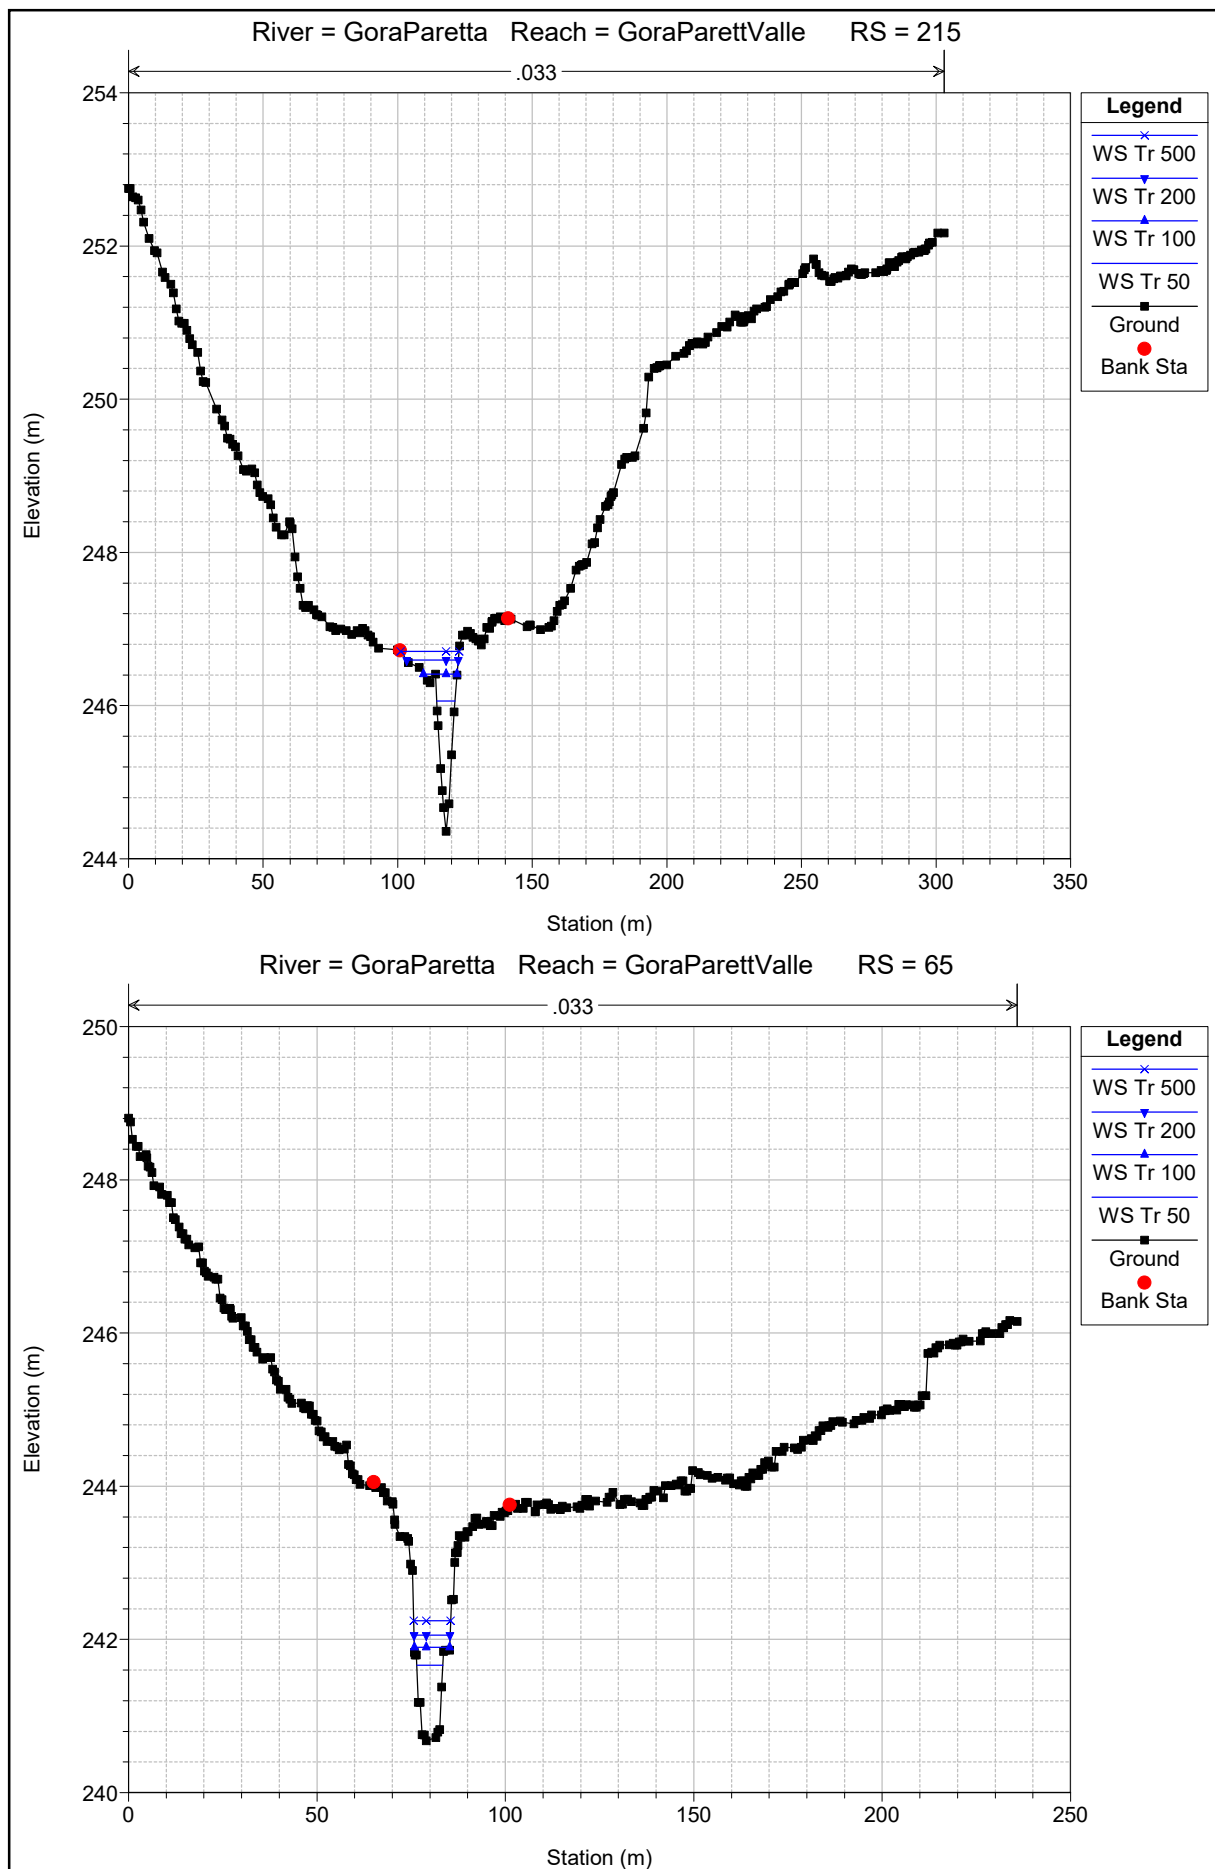 River = GoraParetta Reach = GoraParettValle RS = 215
.033
254
252
250
248
246
244
Elevation (m)
0 50 100 150 200 250 300 350
Station (m)
Legend
WS Tr 500
WS Tr 200
WS Tr 100
WS Tr 50
Ground
Bank Sta
River = GoraParetta Reach = GoraParettValle RS = 65
.033
250
248
246
244
242
240
Elevation (m)
0 50 100 150 200 250
Station (m)
Legend
WS Tr 500
WS Tr 200
WS Tr 100
WS Tr 50
Ground
Bank Sta